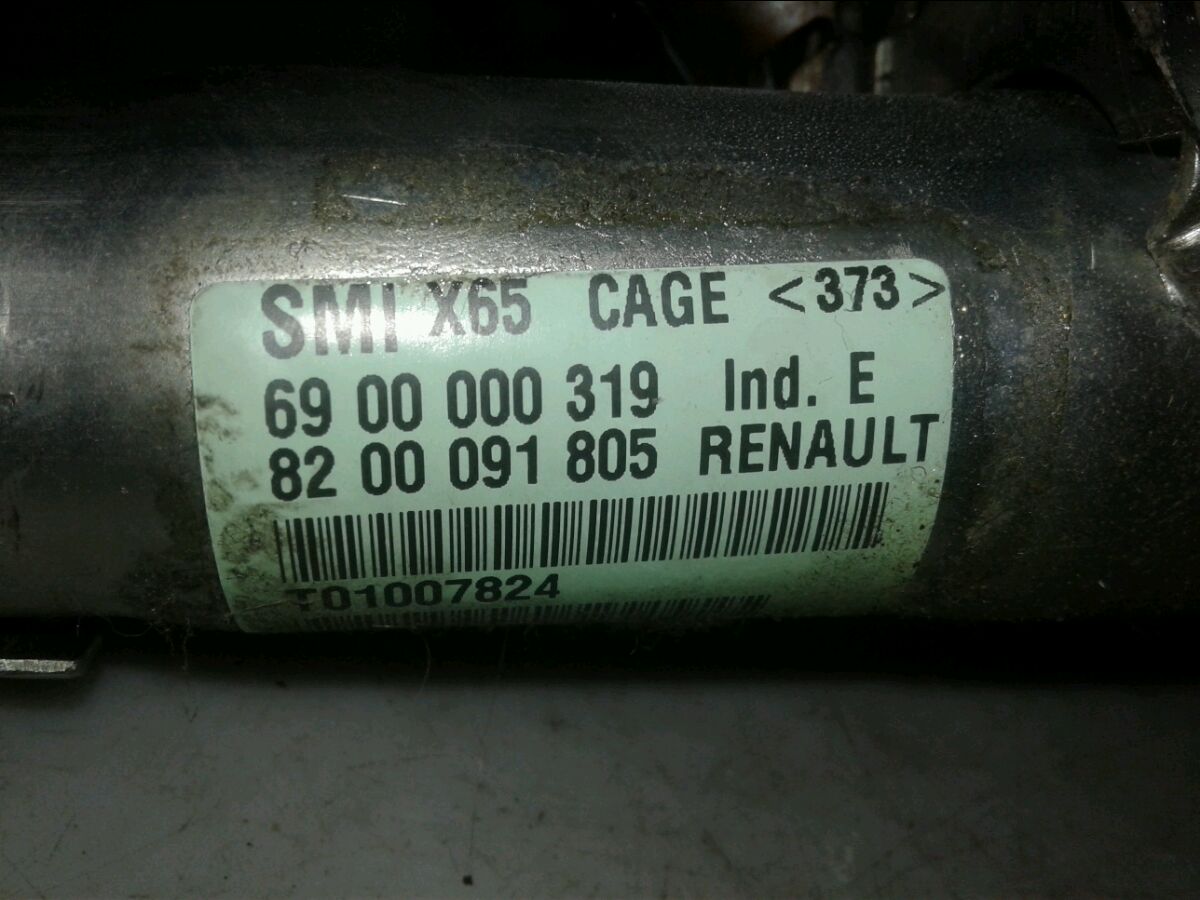 SMI X65 CAGE <373>
69 00 000 319 Ind. E
82 00 091 805 RENAULT
T01007824